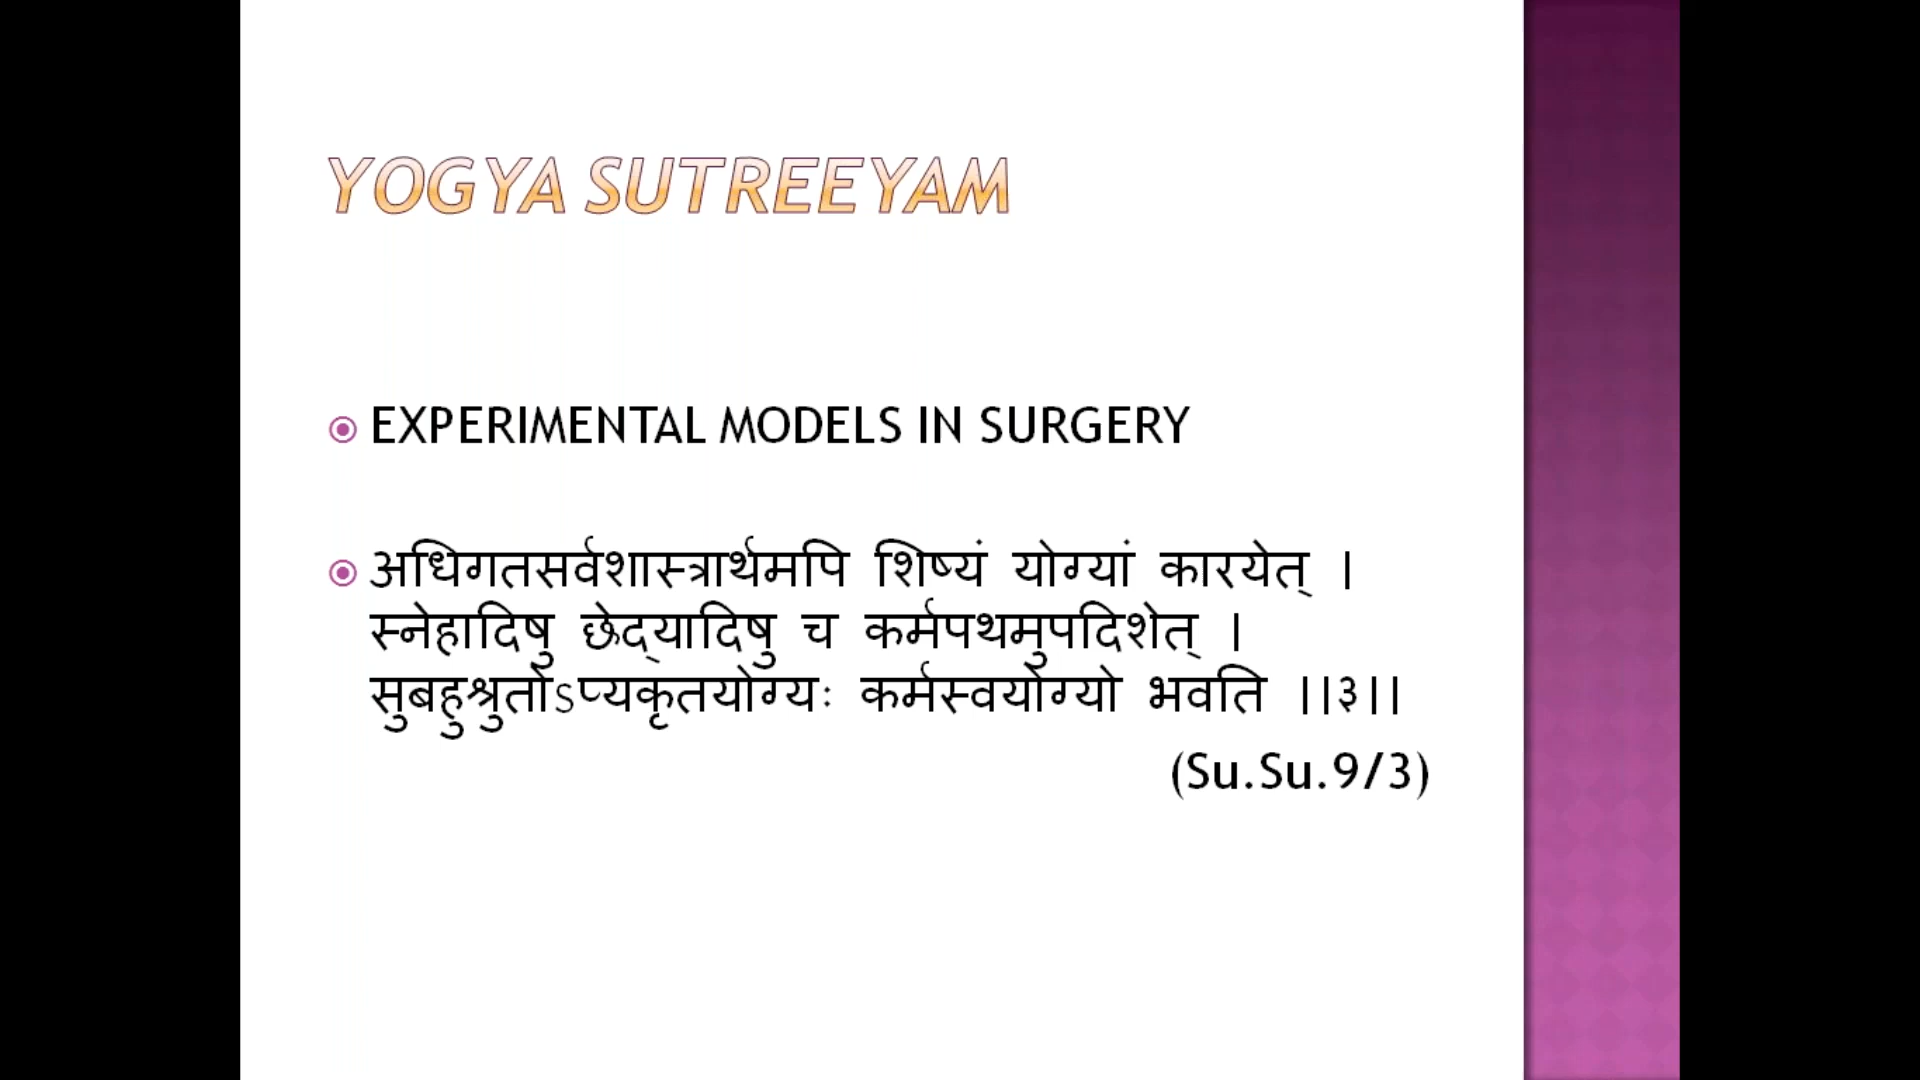 YOGYA SUTREEYAM
EXPERIMENTAL MODELS IN SURGERY
अधिगतसर्वशास्त्रार्थमपि शिष्यं योग्यां कारयेत् ।
स्नेहादिषु छेद्यादिषु च कर्मपथमुपदिशेत् ।
सुबहुश्रुतोऽप्यकृतयोग्यः कर्मस्वयोग्यो भवति ।।३।।
(Su.Su.9/3)